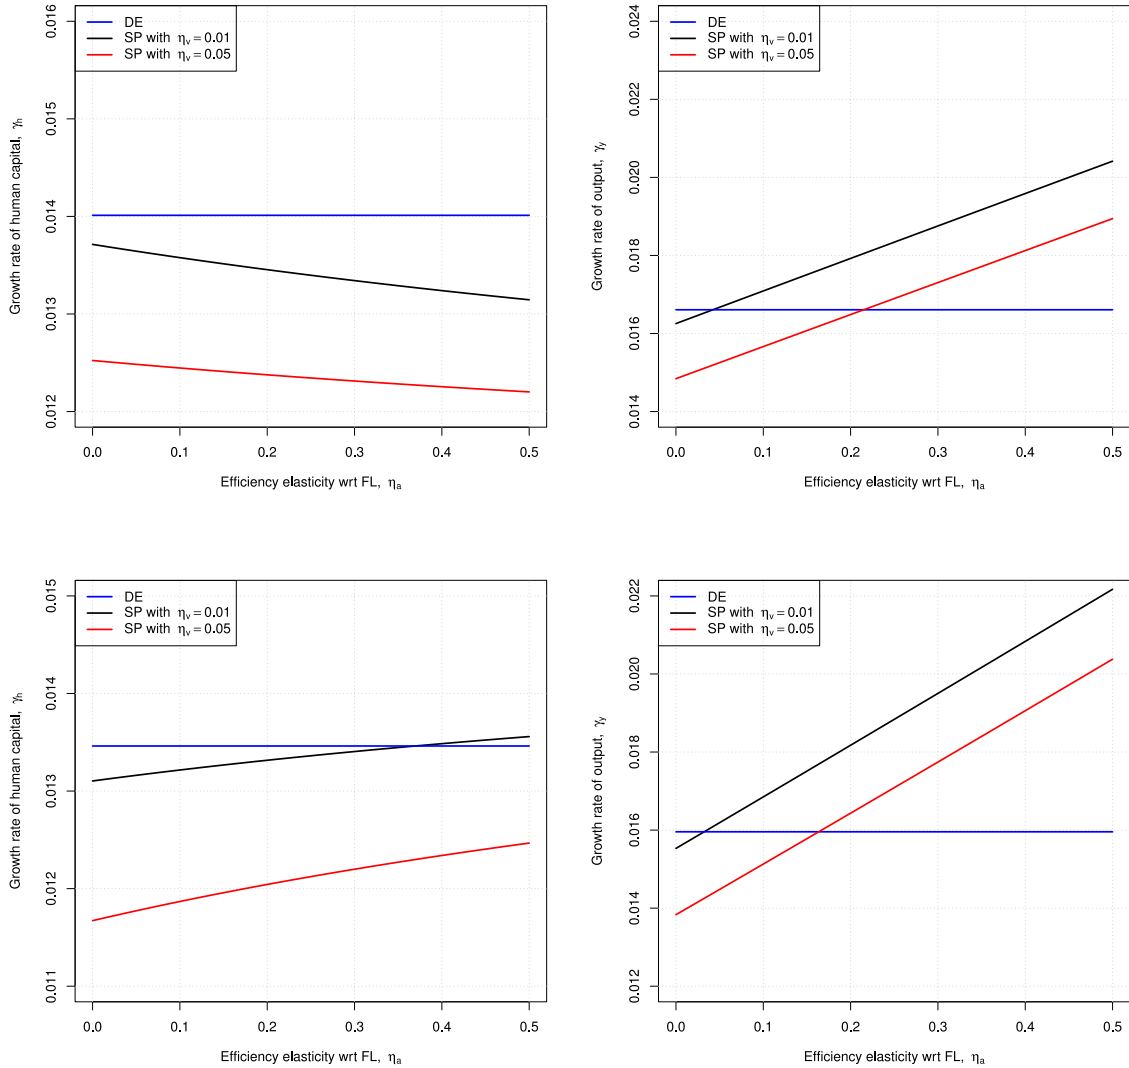 DE
SP with ηv = 0.01
SP with ηv = 0.05
Growth rate of human capital, γh
0.016
0.015
0.014
0.013
0.012
0.0 0.1 0.2 0.3 0.4 0.5
Efficiency elasticity wrt FL, ηa
DE
SP with ηv = 0.01
SP with ηv = 0.05
Growth rate of output, γy
0.024
0.022
0.020
0.018
0.016
0.014
0.0 0.1 0.2 0.3 0.4 0.5
Efficiency elasticity wrt FL, ηa
DE
SP with ηv = 0.01
SP with ηv = 0.05
Growth rate of human capital, γh
0.015
0.014
0.013
0.012
0.011
0.0 0.1 0.2 0.3 0.4 0.5
Efficiency elasticity wrt FL, ηa
DE
SP with ηv = 0.01
SP with ηv = 0.05
Growth rate of output, γy
0.022
0.020
0.018
0.016
0.014
0.012
0.0 0.1 0.2 0.3 0.4 0.5
Efficiency elasticity wrt FL, ηa